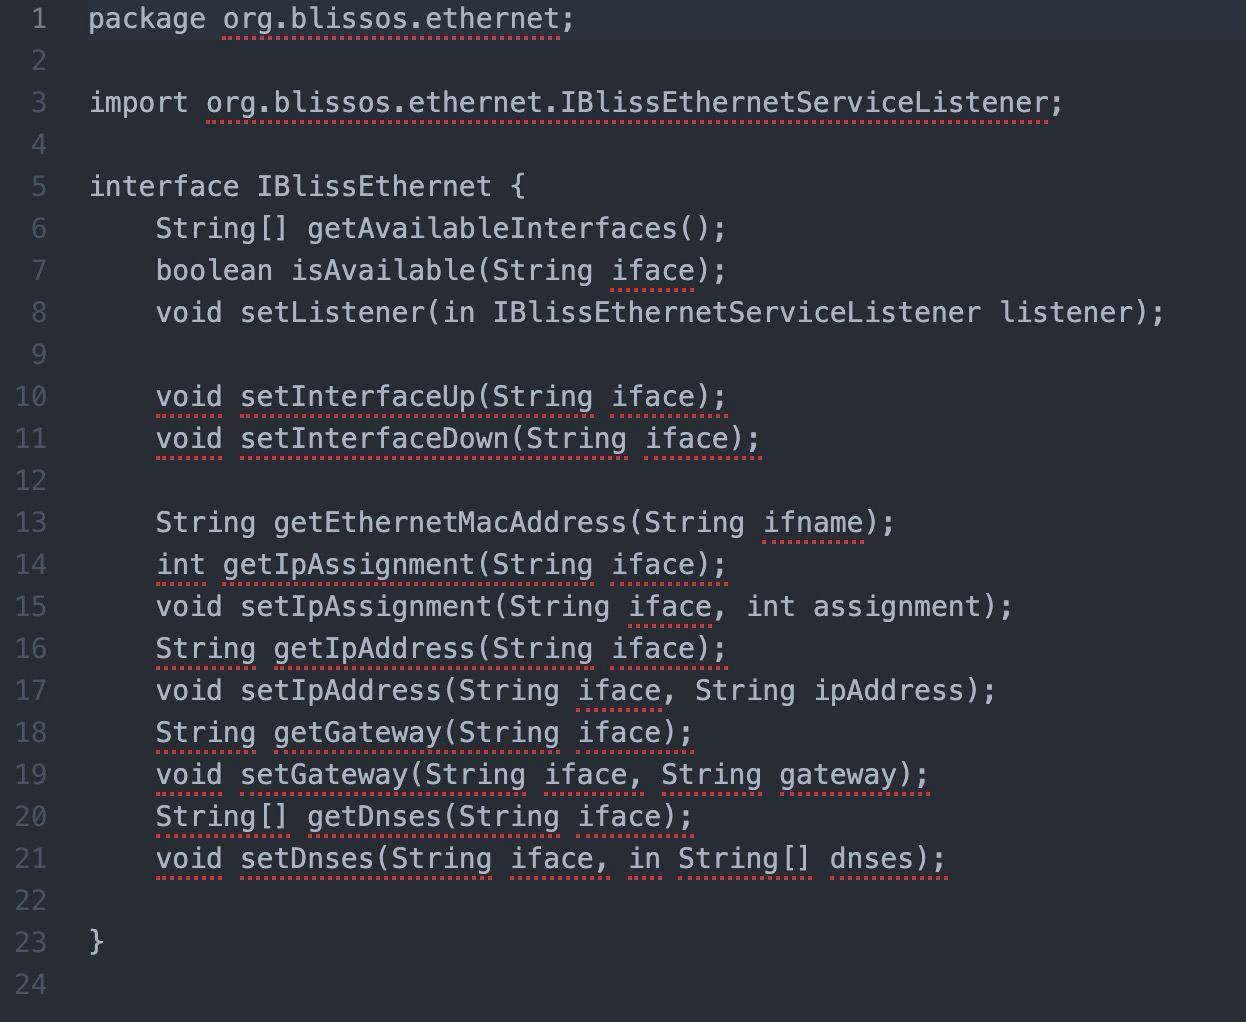 1 package org.blissos.ethernet;
2
3 import org.blissos.ethernet.IBlissEthernetServiceListener;
4
5 interface IBlissEthernet {
6     String[] getAvailableInterfaces();
7     boolean isAvailable(String iface);
8     void setListener(in IBlissEthernetServiceListener listener);
9
10     void setInterfaceUp(String iface);
11     void setInterfaceDown(String iface);
12
13     String getEthernetMacAddress(String ifname);
14     int getIpAssignment(String iface);
15     void setIpAssignment(String iface, int assignment);
16     String getIpAddress(String iface);
17     void setIpAddress(String iface, String ipAddress);
18     String getGateway(String iface);
19     void setGateway(String iface, String gateway);
20     String[] getDnses(String iface);
21     void setDnses(String iface, in String[] dnses);
22
23 }
24